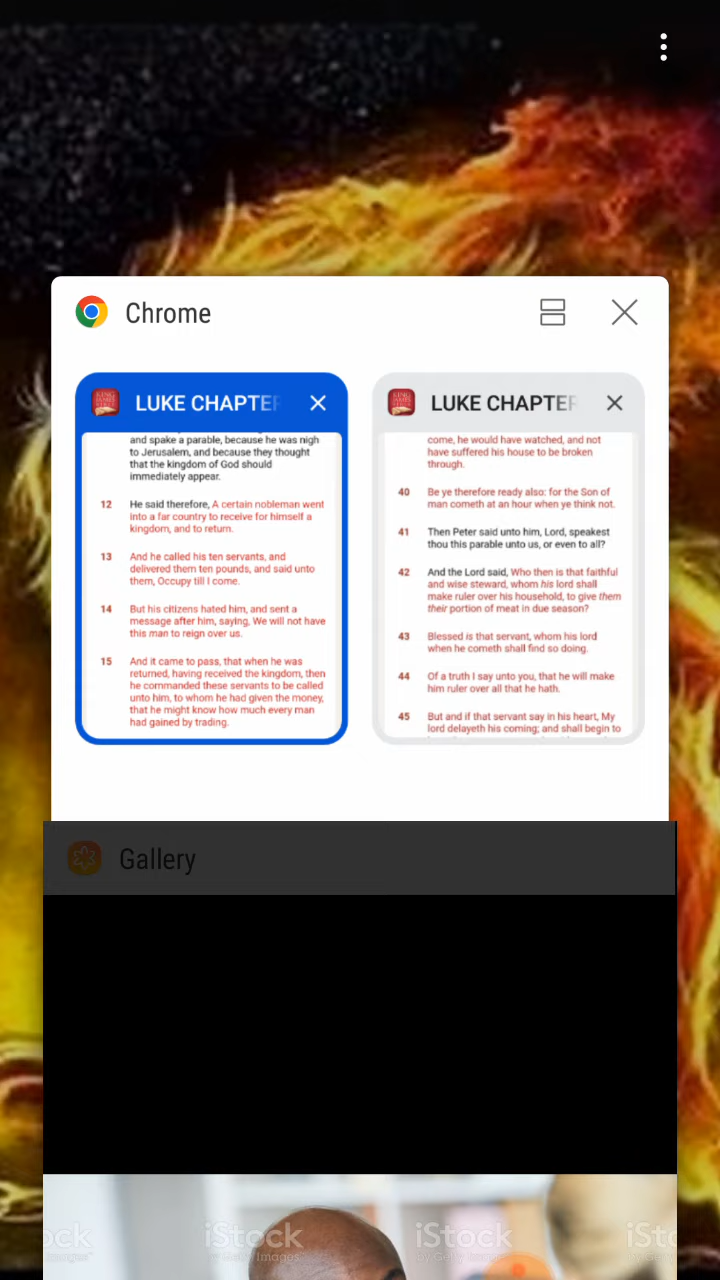 Chrome
LUKE CHAPTER
and spake a parable, because he was nigh
to Jerusalem, and because they thought
that the kingdom of God should
immediately appear.
12 He said therefore, A certain nobleman went
into a far country to receive for himself a
kingdom, and to return.
13 And he called his ten servants, and
delivered them ten pounds, and said unto
them, Occupy till I come.
14 But his citizens hated him, and sent a
message after him, saying, We will not have
this man to reign over us.
15 And it came to pass, that when he was
returned, having received the kingdom, then
he commanded these servants to be called
unto him, to whom he had given the money,
that he might know how much every man
had gained by trading.
LUKE CHAPTER
come, he would have watched, and not
have suffered his house to be broken
through.
40 Be ye therefore ready also: for the Son of
man cometh at an hour when ye think not.
41 Then Peter said unto him, Lord, speakest
thou this parable unto us, or even to all?
42 And the Lord said, Who then is that faithful
and wise steward, whom his lord shall
make ruler over his household, to give them
their portion of meat in due season?
43 Blessed is that servant, whom his lord
when he cometh shall find so doing.
44 Of a truth I say unto you, that he will make
him ruler over all that he hath.
45 But and if that servant say in his heart, My
lord delayeth his coming; and shall begin to
Gallery
ock iStock iStock iSt
by Getty Images